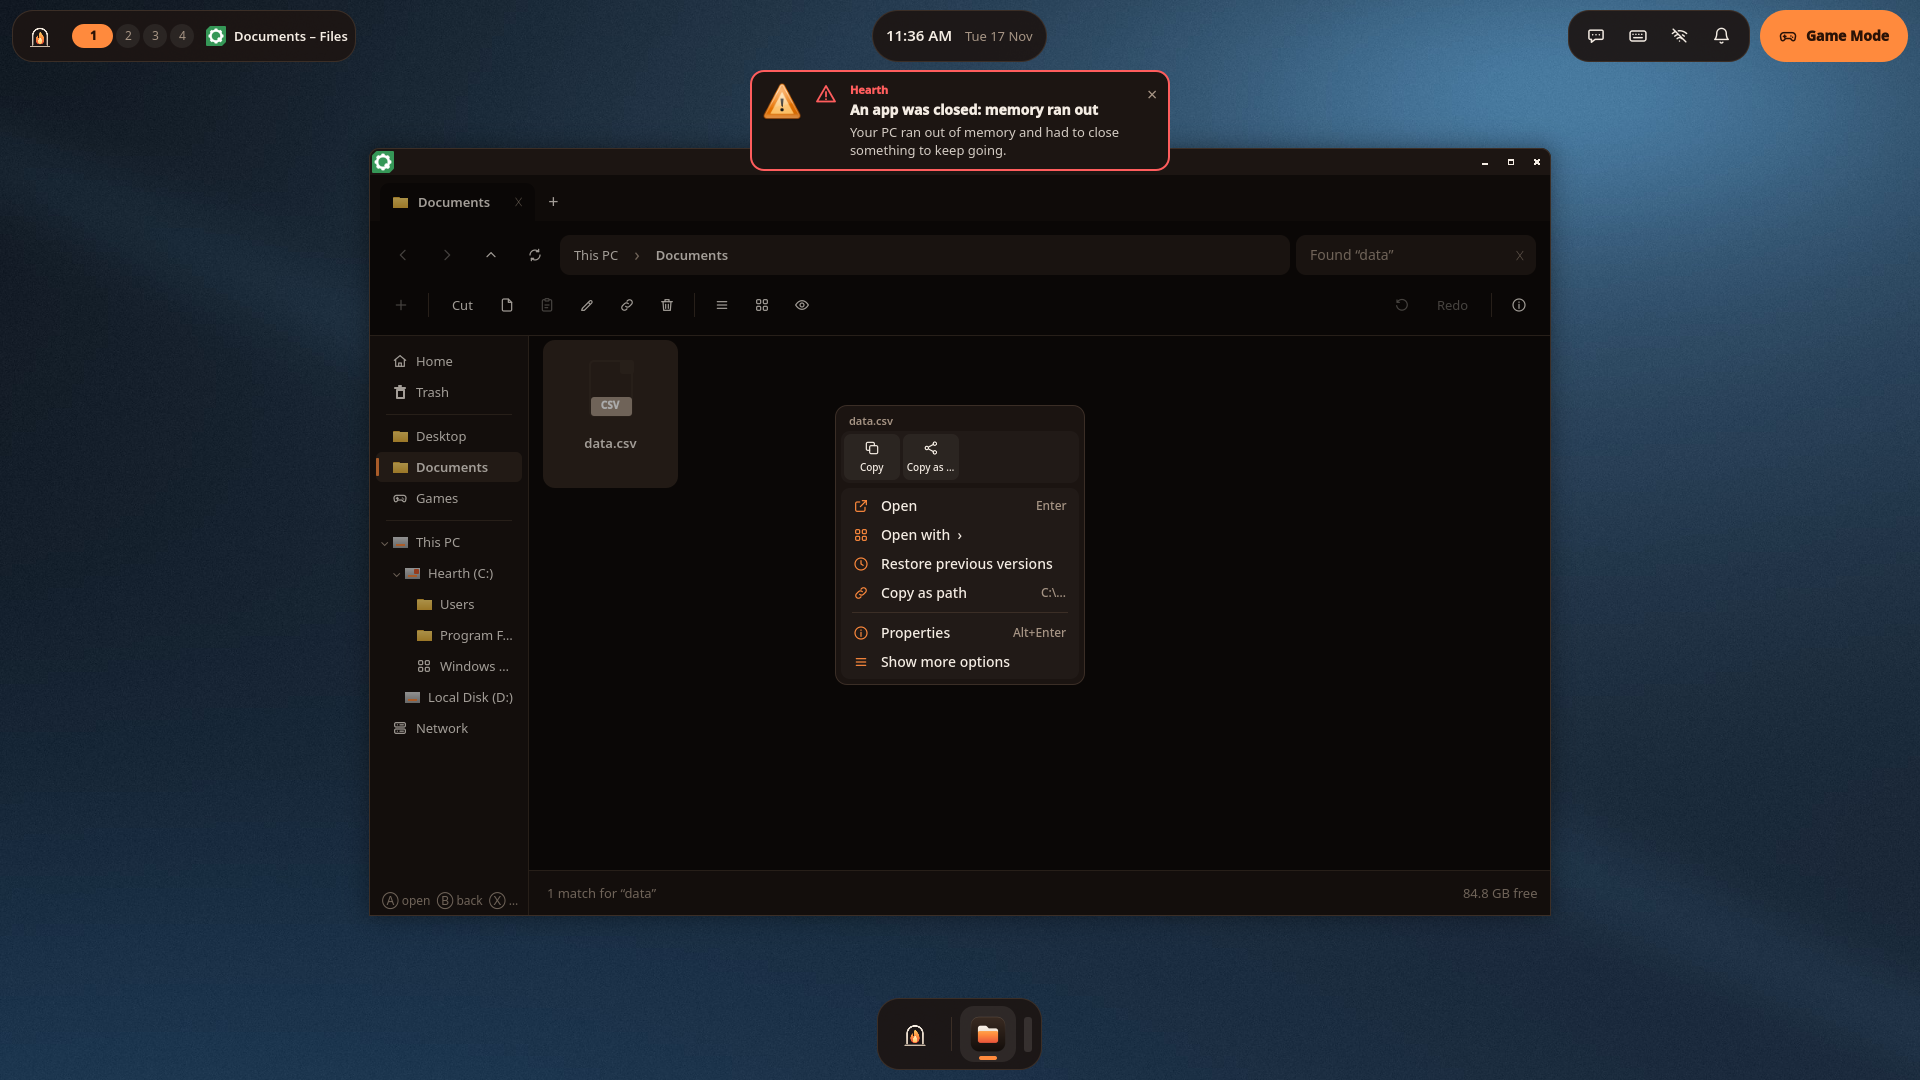 1 2 3 4 Documents – Files
11:36 AM Tue 17 Nov
Game Mode
Hearth
An app was closed: memory ran out
Your PC ran out of memory and had to close
something to keep going.
Documents X +
This PC › Documents
Found “data” X
Cut
Redo
Home
Trash
Desktop
Documents
Games
This PC
Hearth (C:)
Users
Program F...
Windows ...
Local Disk (D:)
Network
A open B back X ...
CSV
data.csv
data.csv
Copy Copy as ...
Open Enter
Open with ›
Restore previous versions
Copy as path C:\...
Properties Alt+Enter
Show more options
1 match for “data”
84.8 GB free